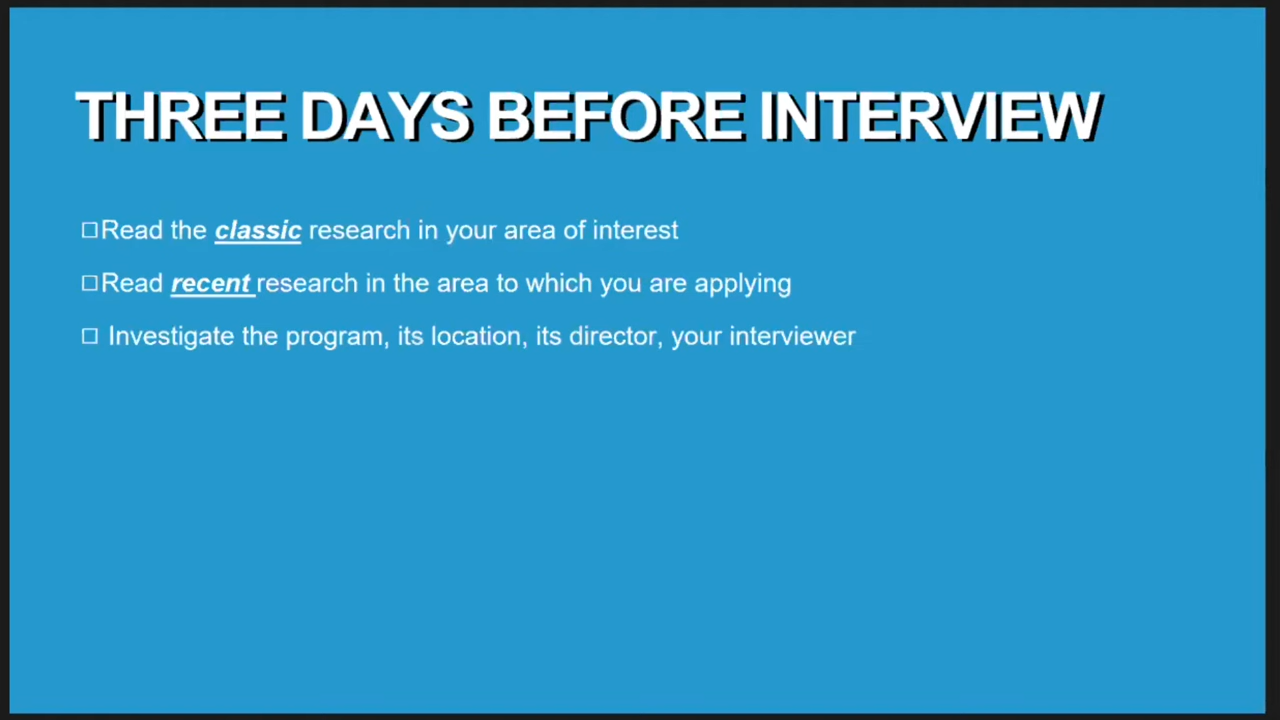 THREE DAYS BEFORE INTERVIEW
□Read the classic research in your area of interest
□Read recent research in the area to which you are applying
□ Investigate the program, its location, its director, your interviewer